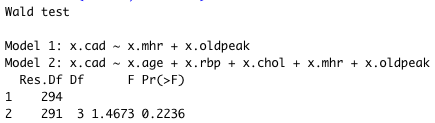 Wald test
Model 1: x.cad ~ x.mhr + x.oldpeak
Model 2: x.cad ~ x.age + x.rbp + x.chol + x.mhr + x.oldpeak
  Res.Df Df      F Pr(>F)
1    294
2    291  3 1.4673 0.2236